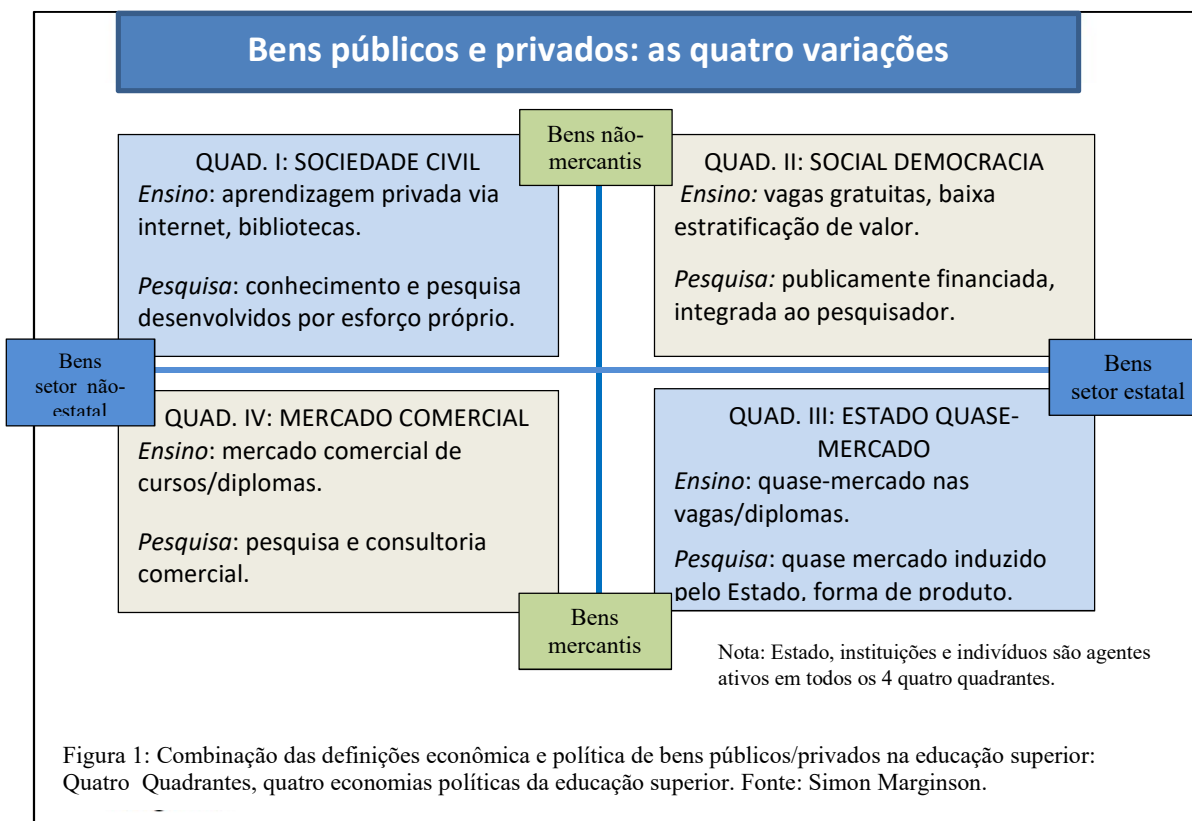 Bens públicos e privados: as quatro variações
Bens não-
mercantis
QUAD. I: SOCIEDADE CIVIL
Ensino: aprendizagem privada via
internet, bibliotecas.
Pesquisa: conhecimento e pesquisa
desenvolvidos por esforço próprio.
QUAD. II: SOCIAL DEMOCRACIA
Ensino: vagas gratuitas, baixa
estratificação de valor.
Pesquisa: publicamente financiada,
integrada ao pesquisador.
Bens
setor não-
estatal
Bens
setor estatal
QUAD. IV: MERCADO COMERCIAL
Ensino: mercado comercial de
cursos/diplomas.
Pesquisa: pesquisa e consultoria
comercial.
QUAD. III: ESTADO QUASE-
MERCADO
Ensino: quase-mercado nas
vagas/diplomas.
Pesquisa: quase mercado induzido
pelo Estado, forma de produto.
Bens
mercantis
Nota: Estado, instituições e indivíduos são agentes
ativos em todos os 4 quatro quadrantes.
Figura 1: Combinação das definições econômica e política de bens públicos/privados na educação superior:
Quatro Quadrantes, quatro economias políticas da educação superior. Fonte: Simon Marginson.